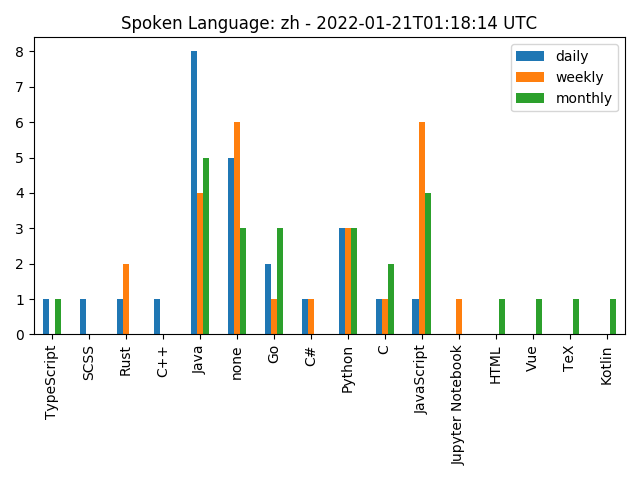 Spoken Language: zh - 2022-01-21T01:18:14 UTC
daily
weekly
monthly
8
7
6
5
4
3
2
1
0
TypeScript
SCSS
Rust
C++
Java
none
Go
C#
Python
C
JavaScript
Jupyter Notebook
HTML
Vue
TeX
Kotlin